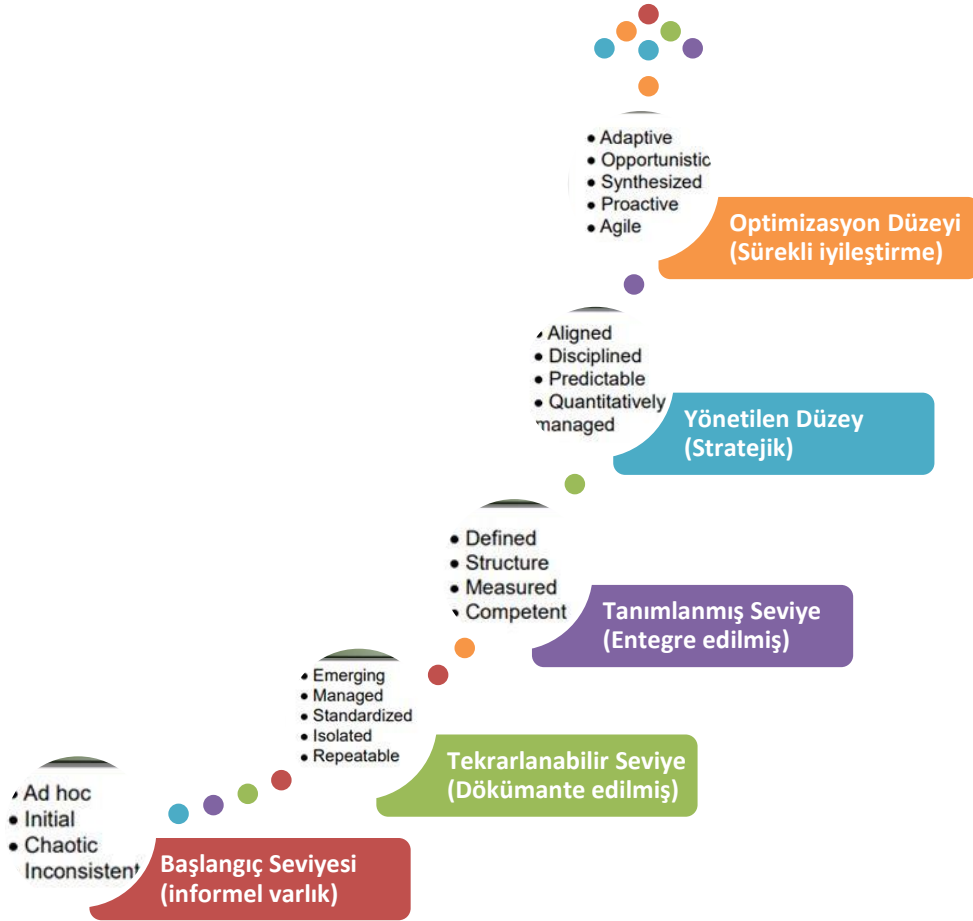 • Adaptive
• Opportunistic
• Synthesized
• Proactive
• Agile
Optimizasyon Düzeyi
(Sürekli iyileştirme)
• Aligned
• Disciplined
• Predictable
• Quantitatively
managed
Yönetilen Düzey
(Stratejik)
• Defined
• Structure
• Measured
• Competent
Tanımlanmış Seviye
(Entegre edilmiş)
• Emerging
• Managed
• Standardized
• Isolated
• Repeatable
Tekrarlanabilir Seviye
(Dökümante edilmiş)
• Ad hoc
• Initial
• Chaotic
Inconsistent
Başlangıç Seviyesi
(informel varlık)